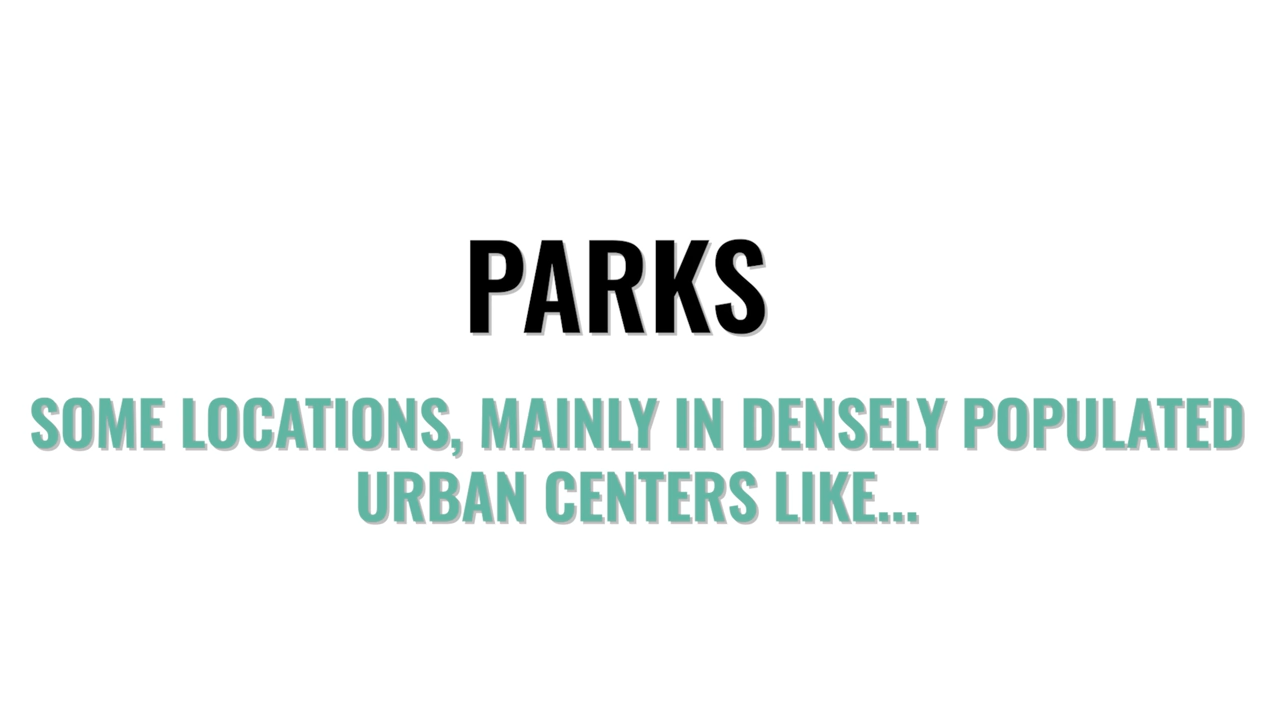 PARKS
SOME LOCATIONS, MAINLY IN DENSELY POPULATED
URBAN CENTERS LIKE...